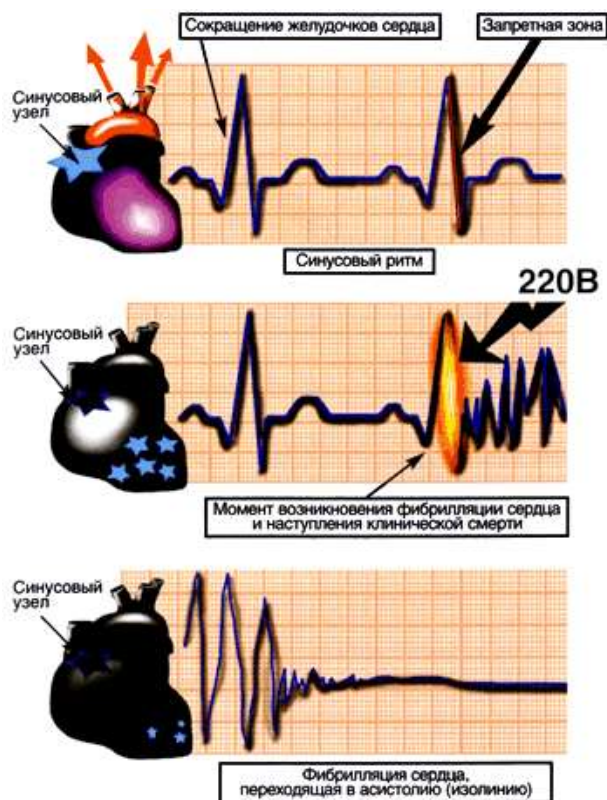 Сокращение желудочков сердца
Запретная зона
Синусовый
узел
Синусовый ритм
220В
Синусовый
узел
Момент возникновения фибрилляции сердца
и наступления клинической смерти
Синусовый
узел
Фибрилляция сердца,
переходящая в асистолию (изолинию)